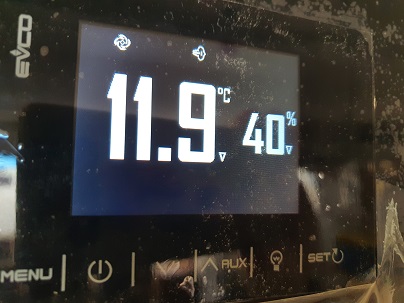 EVCO
11.9 °C 40 %
MENU AUX SET